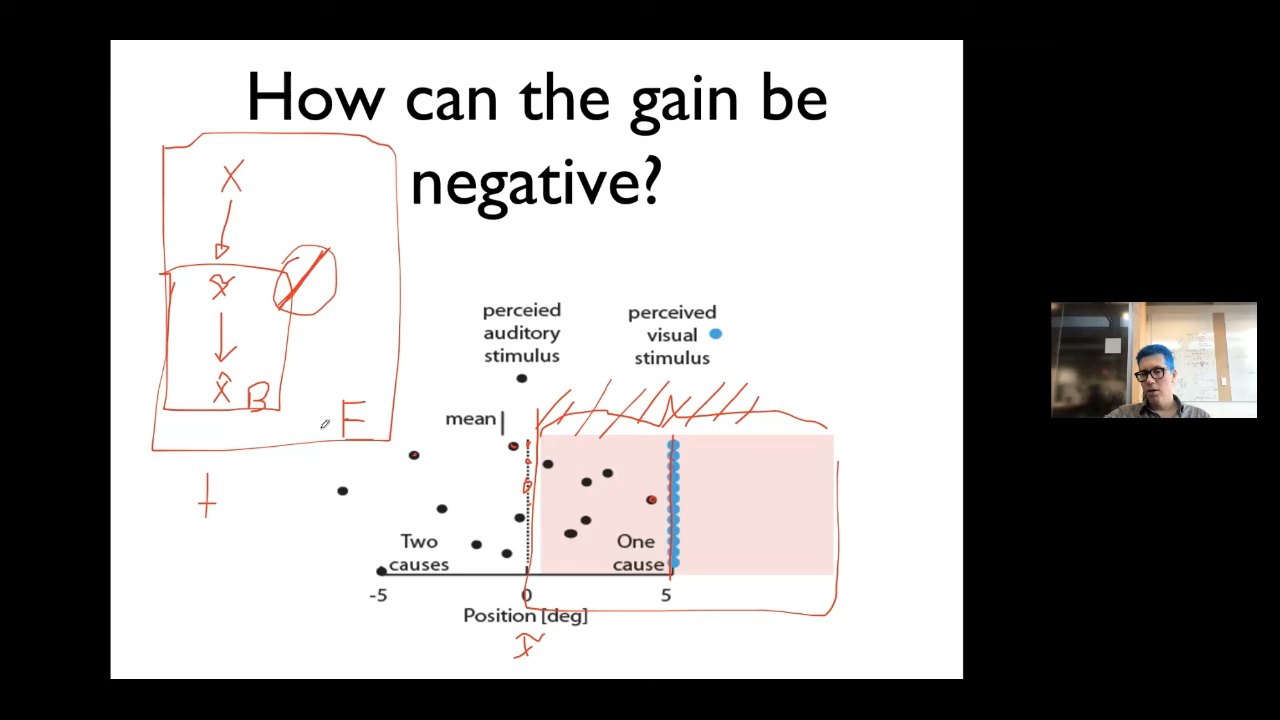 How can the gain be
negative?
X
x̃
x̂
B
E
perceied
auditory
stimulus
perceived
visual
stimulus
mean
Two
causes
One
cause
-5
0
5
Position [deg]
x̃